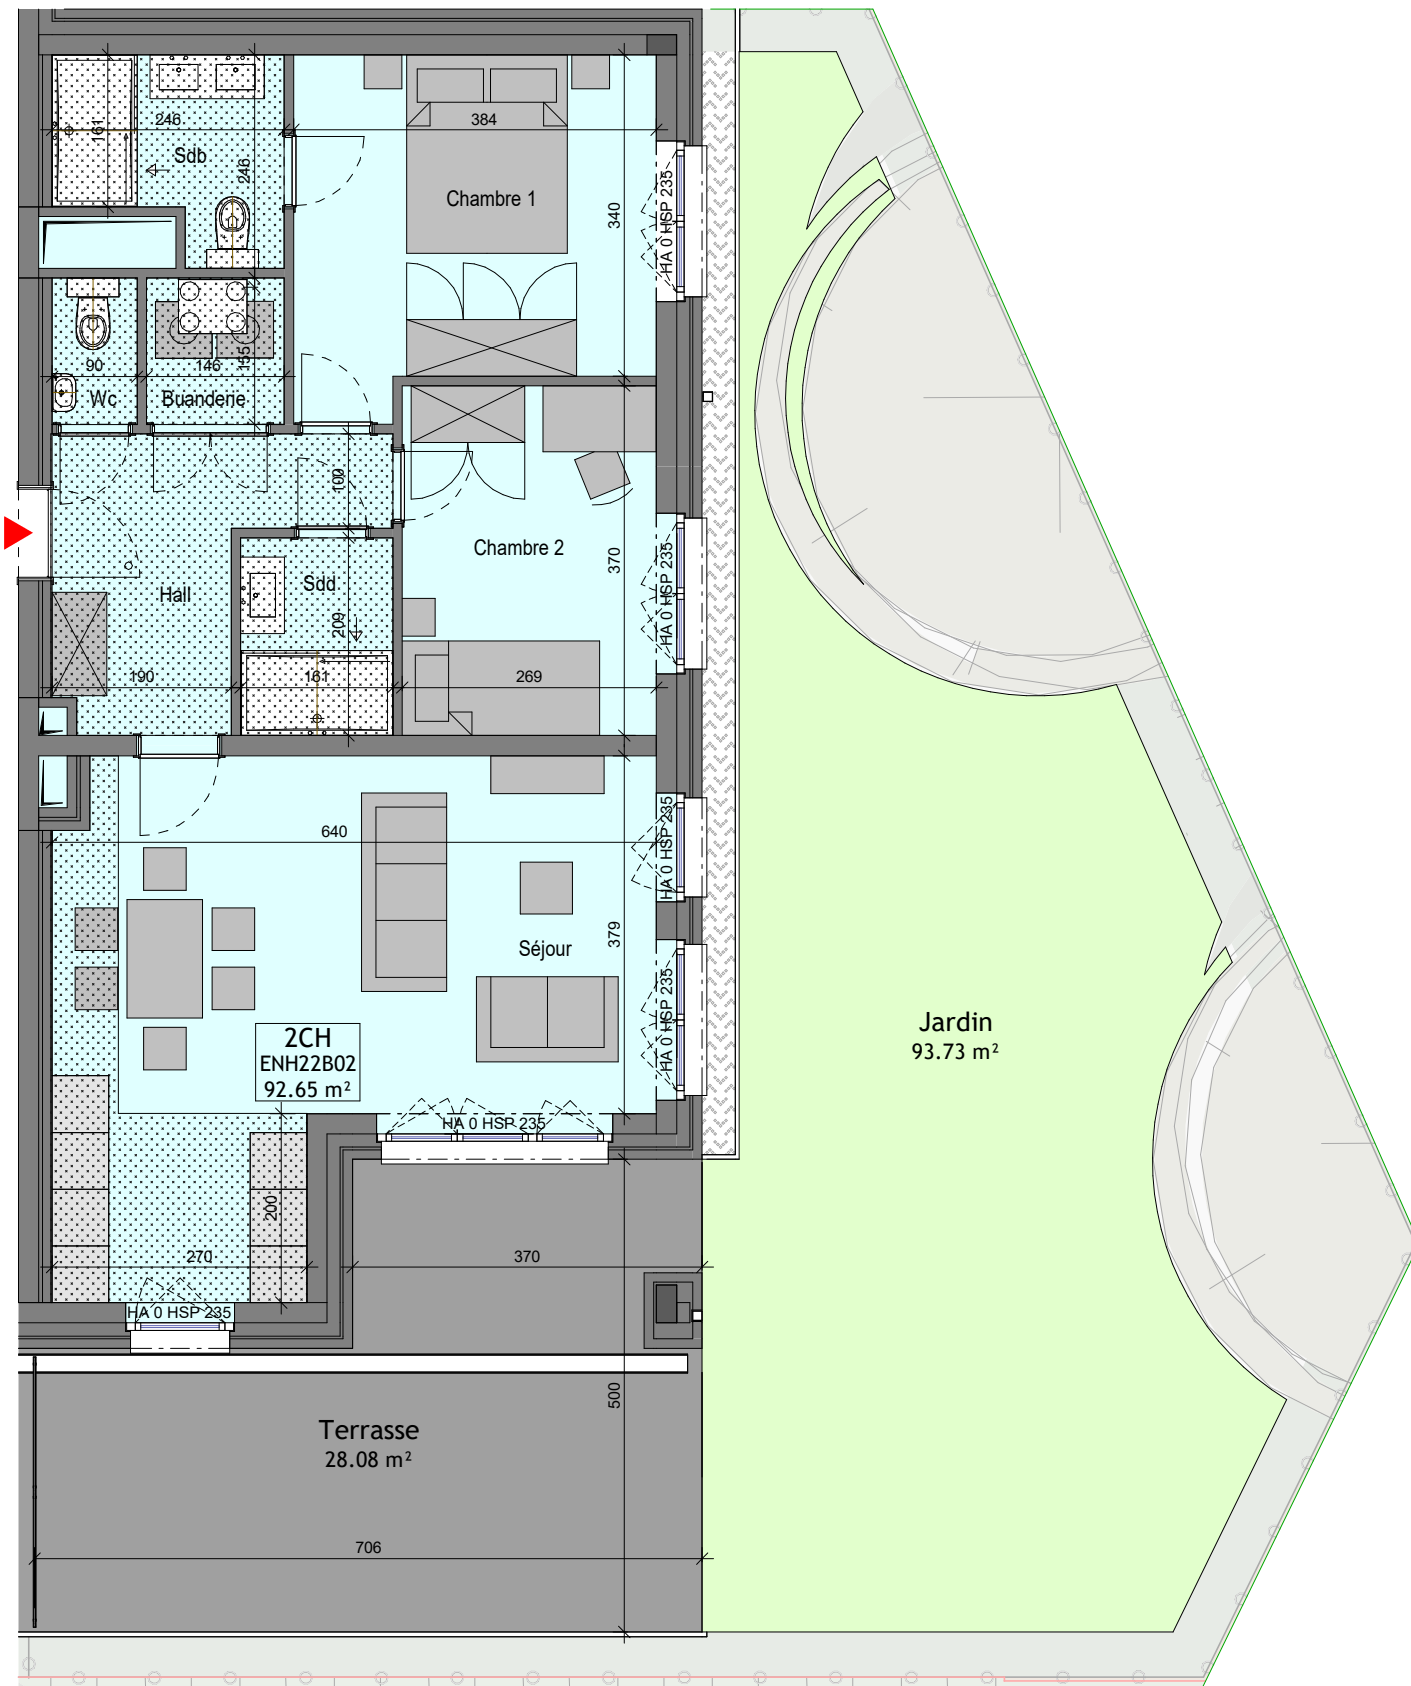 246
161
Sdb
246
384
Chambre 1
340
HA 0 HSP 235
90
Wc
146
155
Buanderie
100
Chambre 2
370
HA 0 HSP 235
Hall
Sdd
209
190
161
269
640
HA 0 HSP 235
379
Séjour
HA 0 HSP 235
2CH
ENH22B02
92.65 m²
Jardin
93.73 m²
HA 0 HSP 235
200
270
370
HA 0 HSP 235
500
Terrasse
28.08 m²
706